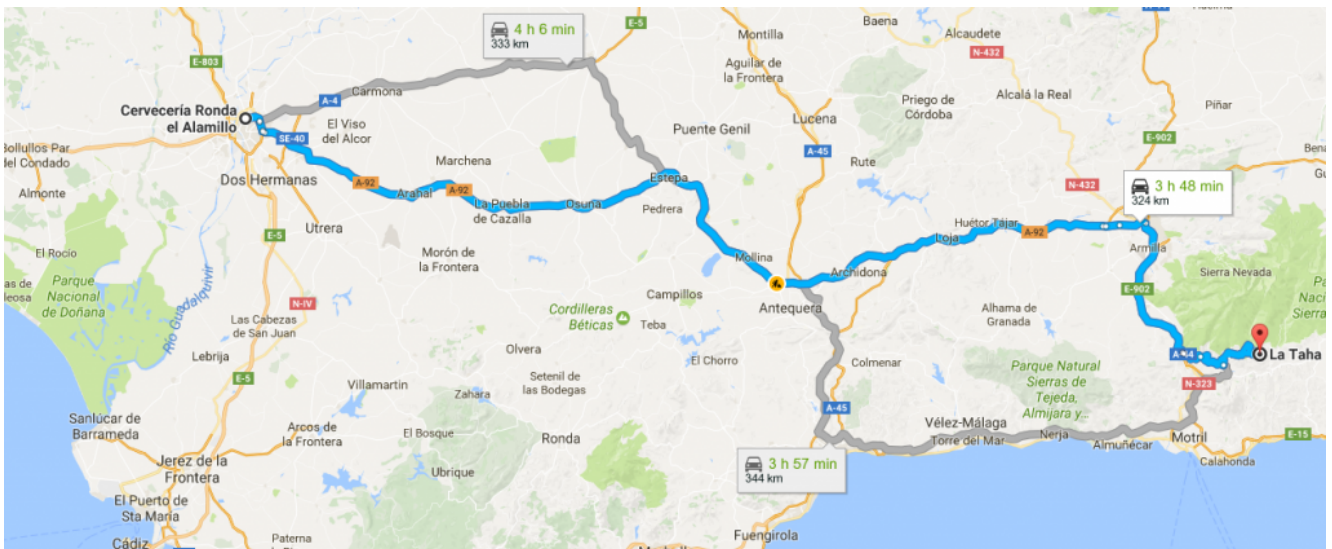 E-5
Baena
4 h 6 min
333 km
Montilla
Alcaudete
N-432
E-803
Aguilar de
la Frontera
Carmona
A-4
Cervecería Ronda
el Alamillo
Priego de
Córdoba
Alcalá la Real
Píñar
El Viso
del Alcor
Puente Genil
Lucena
SE-40
E-902
Bollullos Par
del Condado
A-45
Marchena
Rute
Almonte
Dos Hermanas
A-92
Arahal
A-92
Estepa
N-432
3 h 48 min
324 km
La Puebla
de Cazalla
Osuna
Pedrera
Utrera
E-5
Huétor Tájar
A-92
Loja
Armilla
El Rocío
Morón de
la Frontera
Mollina
Archidona
Sierra Nevada
Parque
Nacional
de Doñana
Río Guadalquivir
E-902
N-IV
Campillos
Antequera
Cordilleras
Béticas
Alhama de
Granada
Las Cabezas
de San Juan
Teba
Lebrija
Olvera
El Chorro
Colmenar
La Taha
E-5
Villamartin
Setenil de
las Bodegas
Parque Natural
Sierras de
Tejeda,
Almijara y...
N-323
Zahara
Sanlúcar de
Barrameda
Arcos de
la Frontera
El Bosque
Ronda
A-45
Vélez-Málaga
Torre del Mar
Nerja
Almuñécar
Motril
E-15
Calahonda
Jerez de la
Frontera
Ubrique
3 h 57 min
344 km
El Puerto de
Sta María
Cádiz
Paterna
Fuengirola